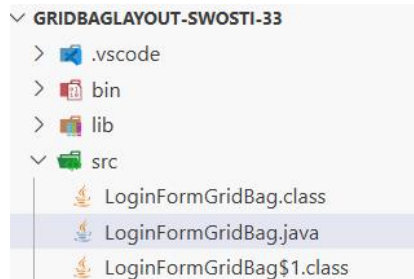 GRIDBAGLAYOUT-SWOSTI-33
.vscode
bin
lib
src
LoginFormGridBag.class
LoginFormGridBag.java
LoginFormGridBag$1.class